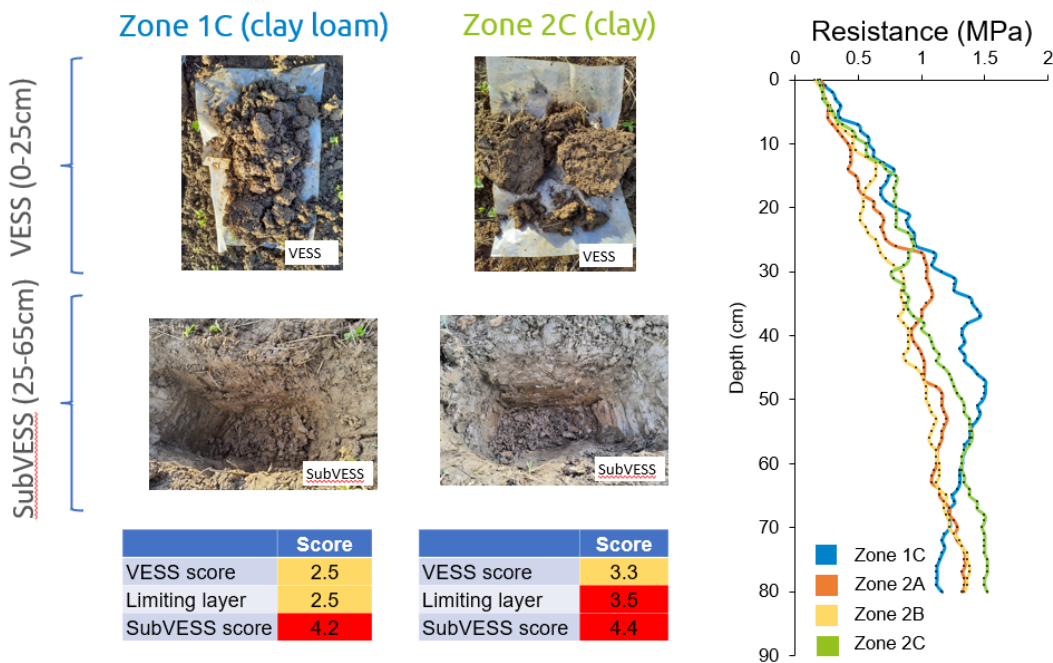 Zone 1C (clay loam)
Zone 2C (clay)
VESS (0-25cm)
VESS
VESS
SubVESS (25-65cm)
SubVESS
SubVESS
Score
VESS score 2.5
Limiting layer 2.5
SubVESS score 4.2
Score
VESS score 3.3
Limiting layer 3.5
SubVESS score 4.4
Resistance (MPa)
0 0.5 1 1.5 2
Depth (cm)
0
10
20
30
40
50
60
70
80
90
Zone 1C
Zone 2A
Zone 2B
Zone 2C